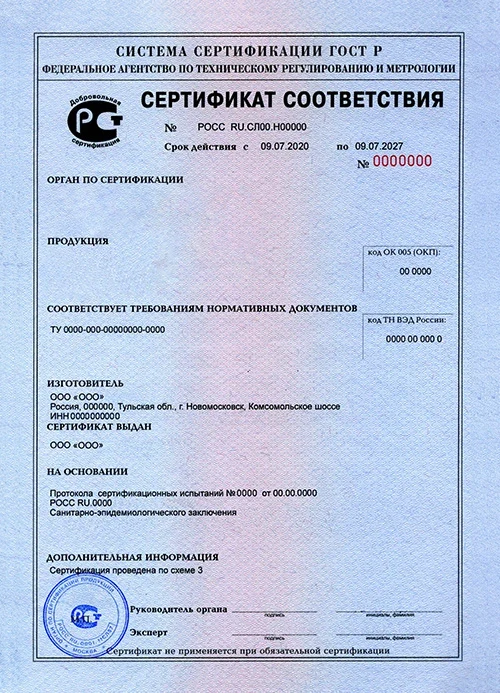 СИСТЕМА СЕРТИФИКАЦИИ ГОСТ Р
ФЕДЕРАЛЬНОЕ АГЕНТСТВО ПО ТЕХНИЧЕСКОМУ РЕГУЛИРОВАНИЮ И МЕТРОЛОГИИ
Добровольная
РСТ
сертификация
СЕРТИФИКАТ СООТВЕТСТВИЯ
№ РОСС RU.СЛ00.Н00000
Срок действия с 09.07.2020 по 09.07.2027
№ 0000000
ОРГАН ПО СЕРТИФИКАЦИИ
ПРОДУКЦИЯ
код ОК 005 (ОКП):
00 0000
СООТВЕТСТВУЕТ ТРЕБОВАНИЯМ НОРМАТИВНЫХ ДОКУМЕНТОВ
ТУ 0000-000-00000000-0000
код ТН ВЭД России:
0000 00 000 0
ИЗГОТОВИТЕЛЬ
ООО «ООО»
Россия, 000000, Тульская обл., г. Новомосковск, Комсомольское шоссе
ИНН0000000000
СЕРТИФИКАТ ВЫДАН
ООО «ООО»
НА ОСНОВАНИИ
Протокола сертификационных испытаний №0000 от 00.00.0000
РОСС RU.0000
Санитарно-эпидемиологического заключения
ДОПОЛНИТЕЛЬНАЯ ИНФОРМАЦИЯ
Сертификация проведена по схеме 3
М.П.
Руководитель органа
подпись
инициалы, фамилия
Эксперт
подпись
инициалы, фамилия
Сертификат не применяется при обязательной сертификации